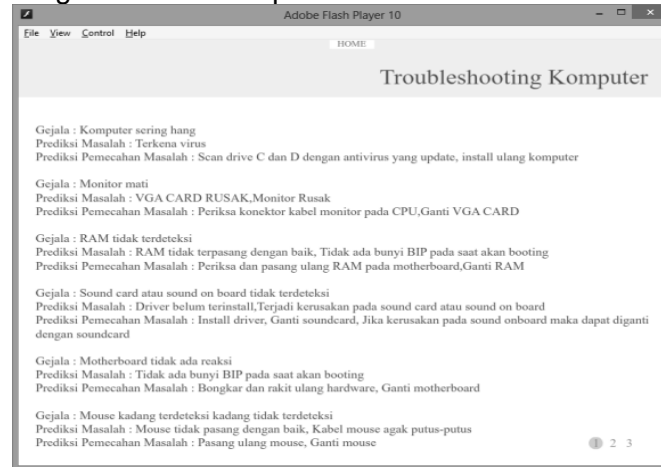 Adobe Flash Player 10
File View Control Help
HOME
Troubleshooting Komputer
Gejala : Komputer sering hang
Prediksi Masalah : Terkena virus
Prediksi Pemecahan Masalah : Scan drive C dan D dengan antivirus yang update, install ulang komputer
Gejala : Monitor mati
Prediksi Masalah : VGA CARD RUSAK,Monitor Rusak
Prediksi Pemecahan Masalah : Periksa konektor kabel monitor pada CPU,Ganti VGA CARD
Gejala : RAM tidak terdeteksi
Prediksi Masalah : RAM tidak terpasang dengan baik, Tidak ada bunyi BIP pada saat akan booting
Prediksi Pemecahan Masalah : Periksa dan pasang ulang RAM pada motherboard,Ganti RAM
Gejala : Sound card atau sound on board tidak terdeteksi
Prediksi Masalah : Driver belum terinstall,Terjadi kerusakan pada sound card atau sound on board
Prediksi Pemecahan Masalah : Install driver, Ganti soundcard, Jika kerusakan pada sound onboard maka dapat diganti
dengan soundcard
Gejala : Motherboard tidak ada reaksi
Prediksi Masalah : Tidak ada bunyi BIP pada saat akan booting
Prediksi Pemecahan Masalah : Bongkar dan rakit ulang hardware, Ganti motherboard
Gejala : Mouse kadang terdeteksi kadang tidak terdeteksi
Prediksi Masalah : Mouse tidak pasang dengan baik, Kabel mouse agak putus-putus
Prediksi Pemecahan Masalah : Pasang ulang mouse, Ganti mouse
1 2 3